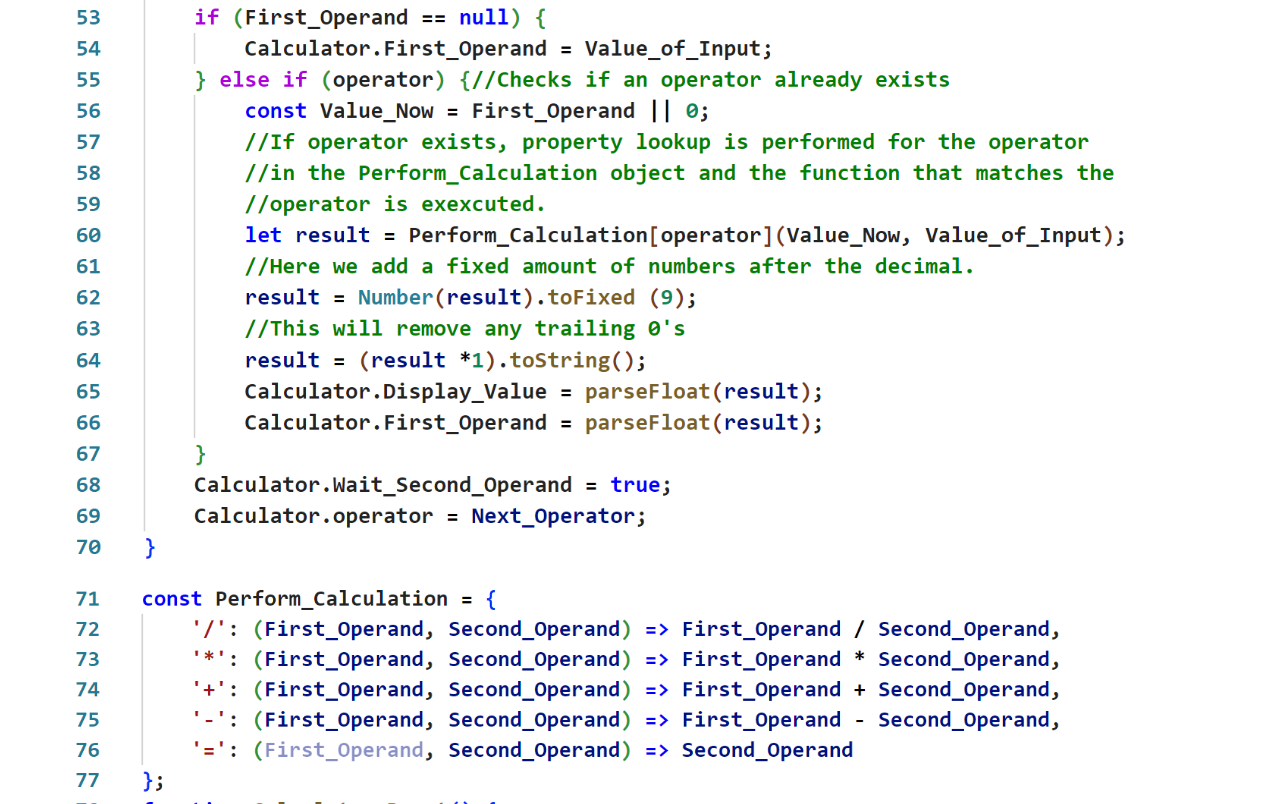 53 if (First_Operand == null) {
54 Calculator.First_Operand = Value_of_Input;
55 } else if (operator) {//Checks if an operator already exists
56 const Value_Now = First_Operand || 0;
57 //If operator exists, property lookup is performed for the operator
58 //in the Perform_Calculation object and the function that matches the
59 //operator is exexcuted.
60 let result = Perform_Calculation[operator](Value_Now, Value_of_Input);
61 //Here we add a fixed amount of numbers after the decimal.
62 result = Number(result).toFixed (9);
63 //This will remove any trailing 0's
64 result = (result *1).toString();
65 Calculator.Display_Value = parseFloat(result);
66 Calculator.First_Operand = parseFloat(result);
67 }
68 Calculator.Wait_Second_Operand = true;
69 Calculator.operator = Next_Operator;
70 }
71 const Perform_Calculation = {
72 '/': (First_Operand, Second_Operand) => First_Operand / Second_Operand,
73 '*': (First_Operand, Second_Operand) => First_Operand * Second_Operand,
74 '+': (First_Operand, Second_Operand) => First_Operand + Second_Operand,
75 '-': (First_Operand, Second_Operand) => First_Operand - Second_Operand,
76 '=': (First_Operand, Second_Operand) => Second_Operand
77 };